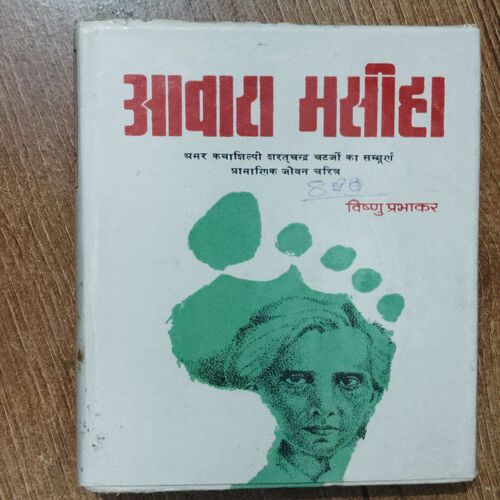 आवारा मसीहा
अमर कथाशिल्पी शरत्चन्द्र चटर्जी का सम्पूर्ण
प्रामाणिक जीवन चरित्र
विष्णु प्रभाकर